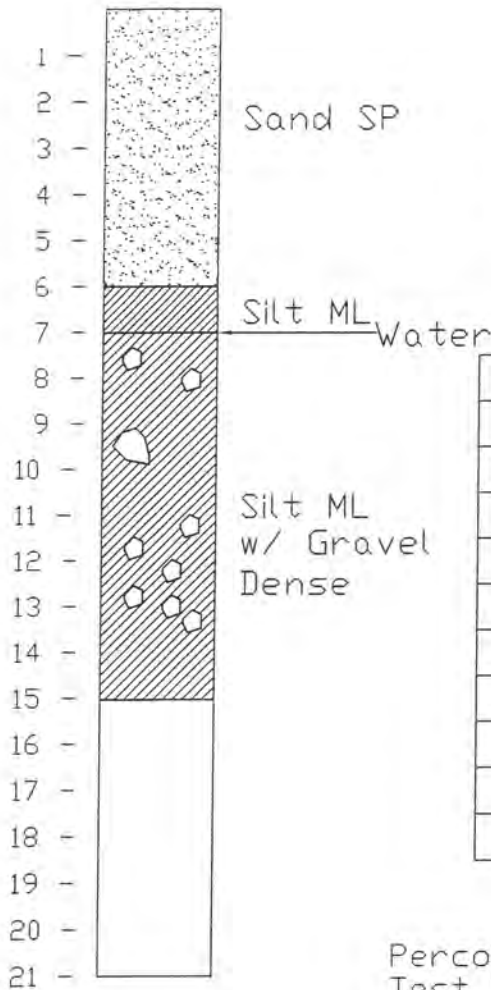 1 -
2 -
Sand SP
3 -
4 -
5 -
6 -
Silt ML
7 -
Water
8 -
9 -
10 -
11 -
Silt ML
12 -
w/ Gravel
13 -
Dense
14 -
15 -
16 -
17 -
18 -
19 -
20 -
21 -
Perco
Test